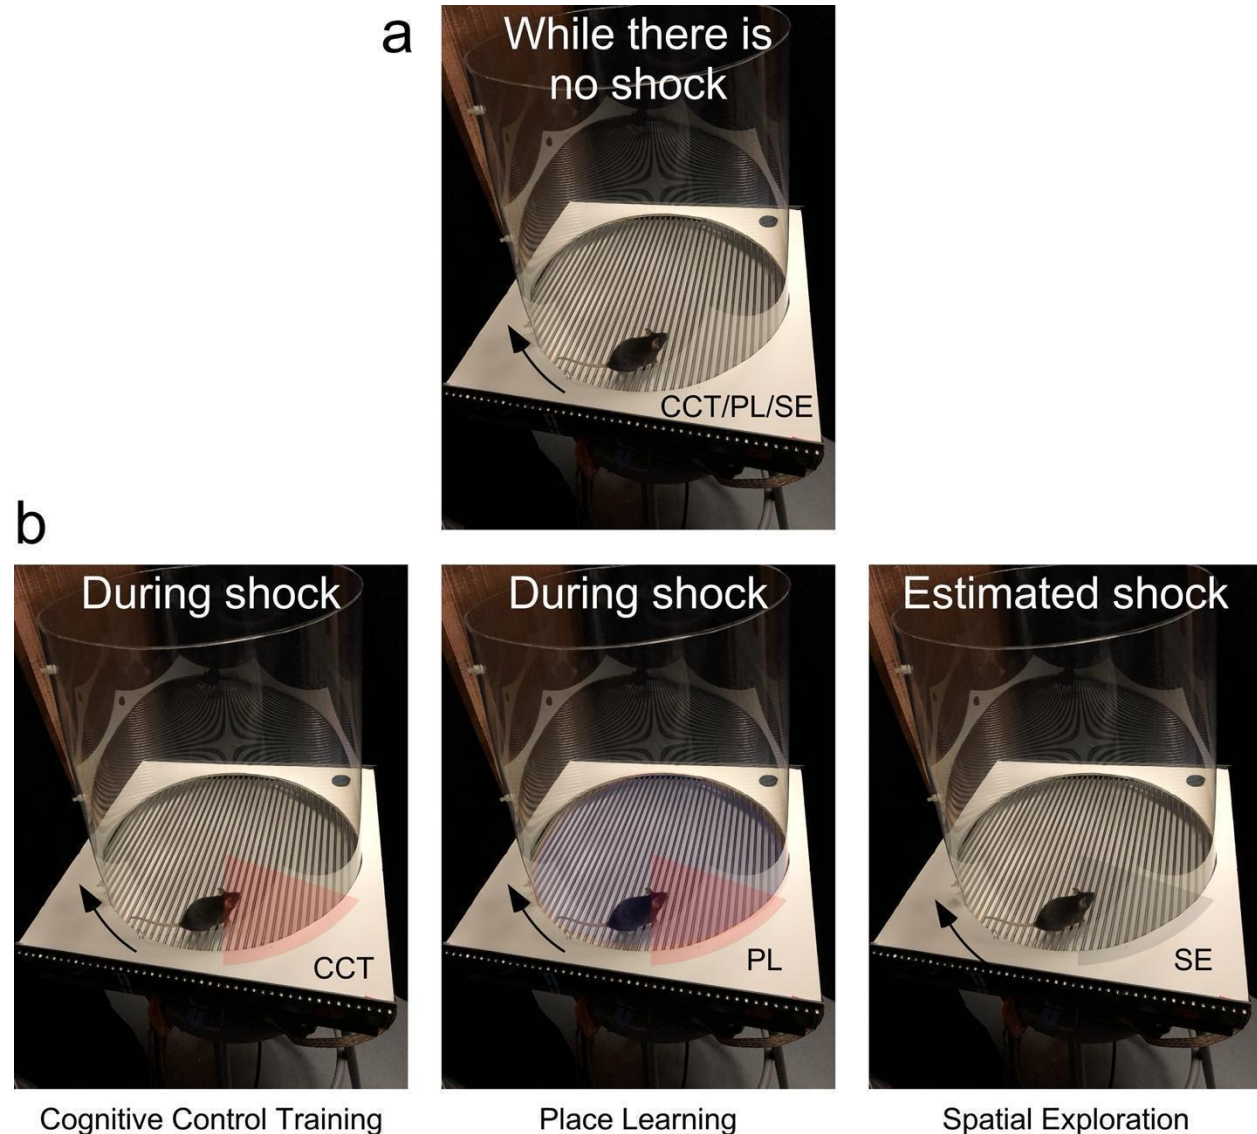 a
While there is
no shock
CCT/PL/SE
b
During shock
During shock
Estimated shock
CCT
PL
SE
Cognitive Control Training
Place Learning
Spatial Exploration